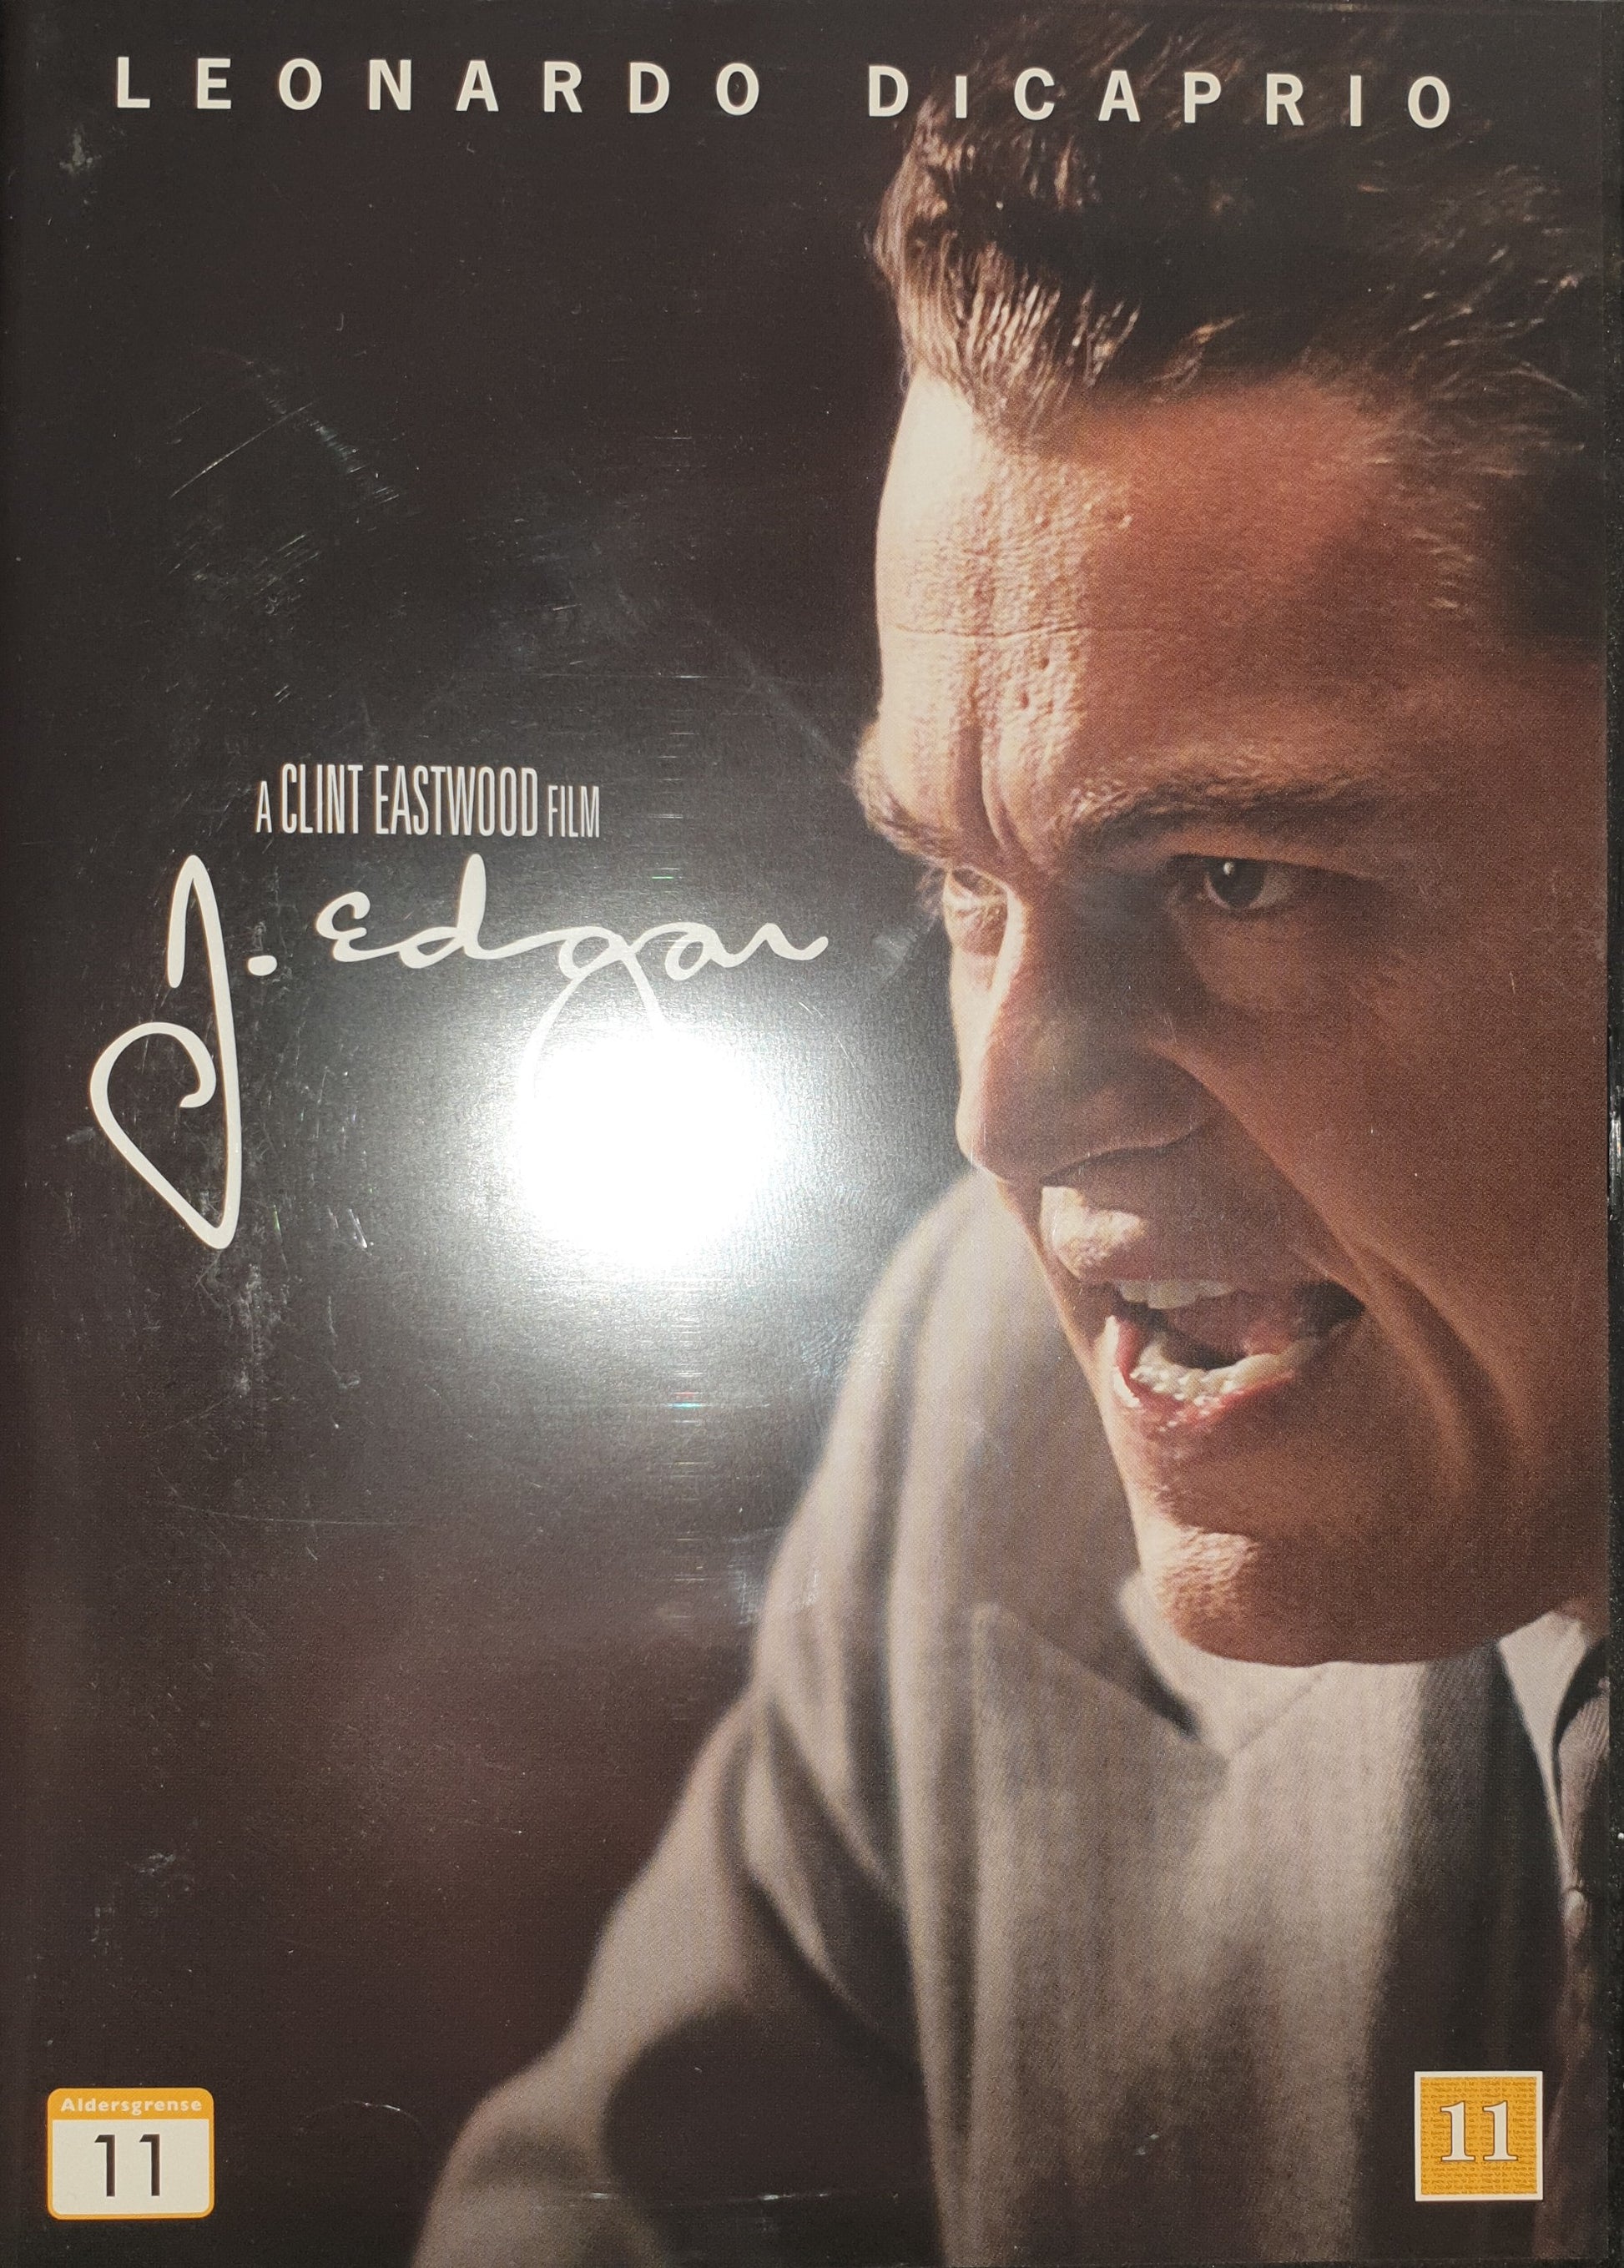 LEONARDO DiCAPRIO
A CLINT EASTWOOD FILM
J. Edgar
Aldersgrense
11
11